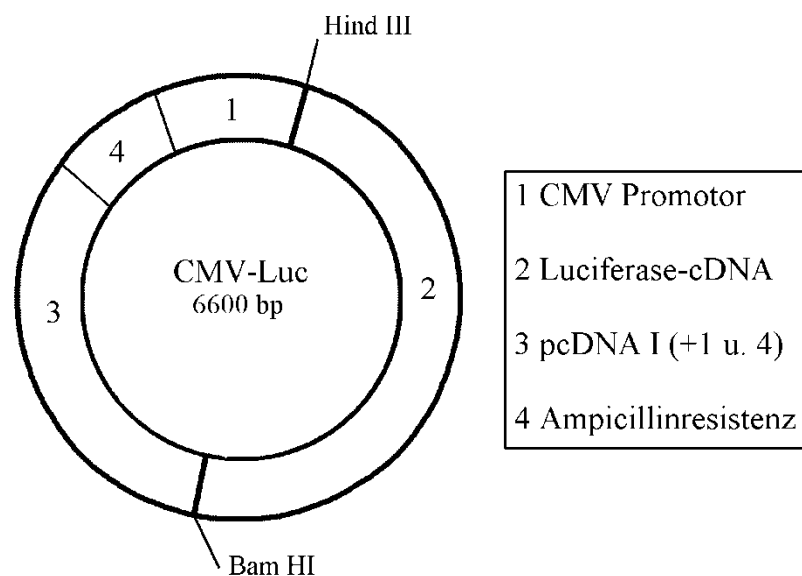 Hind III
1
4
CMV-Luc
6600 bp
3
2
Bam HI
1 CMV Promotor
2 Luciferase-cDNA
3 pcDNA I (+1 u. 4)
4 Ampicillinresistenz